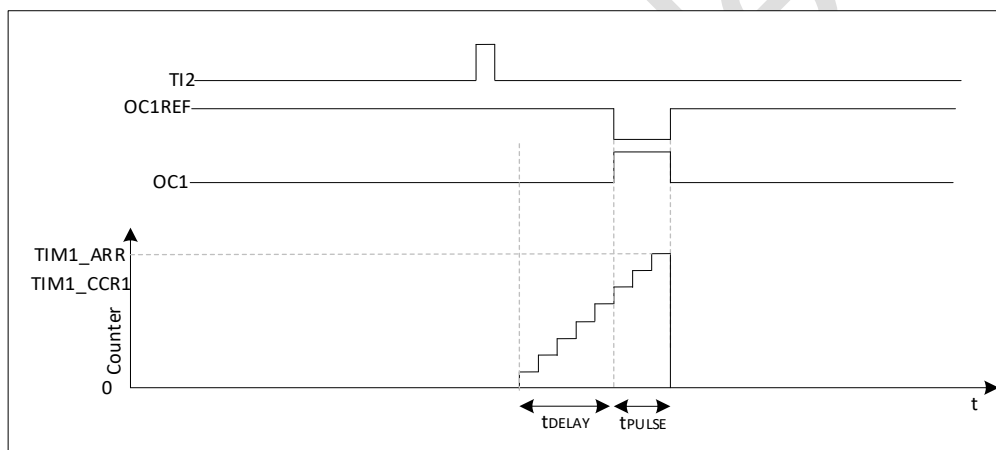 TI2
OC1REF
OC1
TIM1_ARR
TIM1_CCR1
Counter
0
t
tDELAY
tPULSE